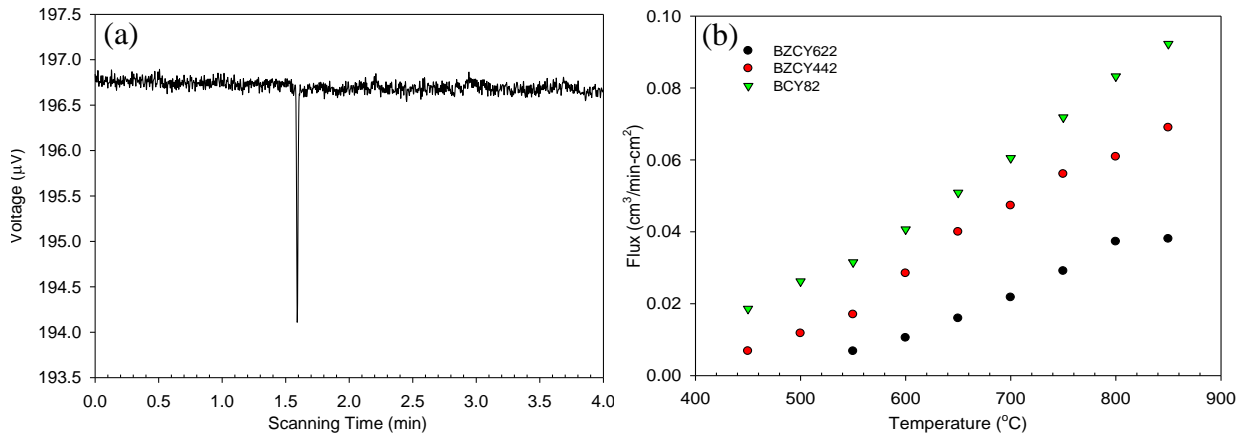 (a)
197.5
197.0
196.5
196.0
195.5
195.0
194.5
194.0
193.5
Voltage (μV)
0.0 0.5 1.0 1.5 2.0 2.5 3.0 3.5 4.0
Scanning Time (min)
(b)
BZCY622
BZCY442
BCY82
0.10
0.08
0.06
0.04
0.02
0.00
Flux (cm³/min-cm²)
400 500 600 700 800 900
Temperature (°C)